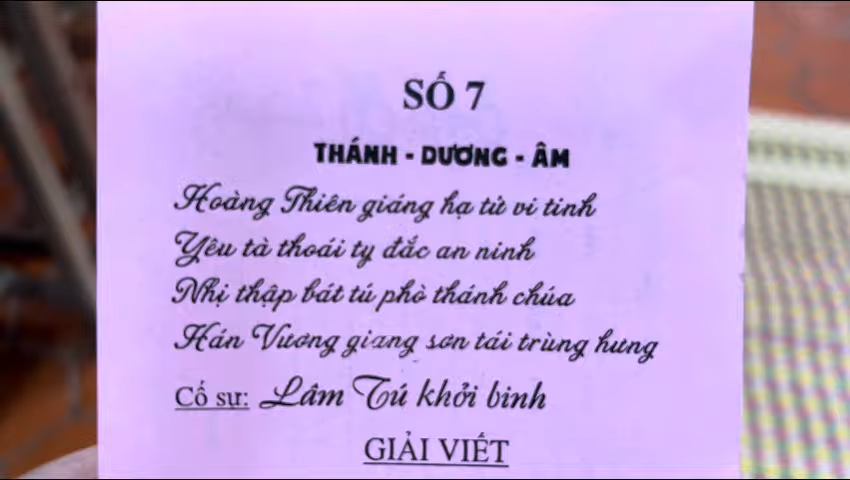 SỐ 7
THÁNH - DƯƠNG - ÂM
Hoàng Thiên giáng hạ tử vi tinh
Yêu tà thoái tỵ đắc an ninh
Nhị thập bát tú phò thánh chúa
Hán Vương giang sơn tái trùng hưng
Cố sự: Lâm Tú khởi binh
GIẢI VIẾT